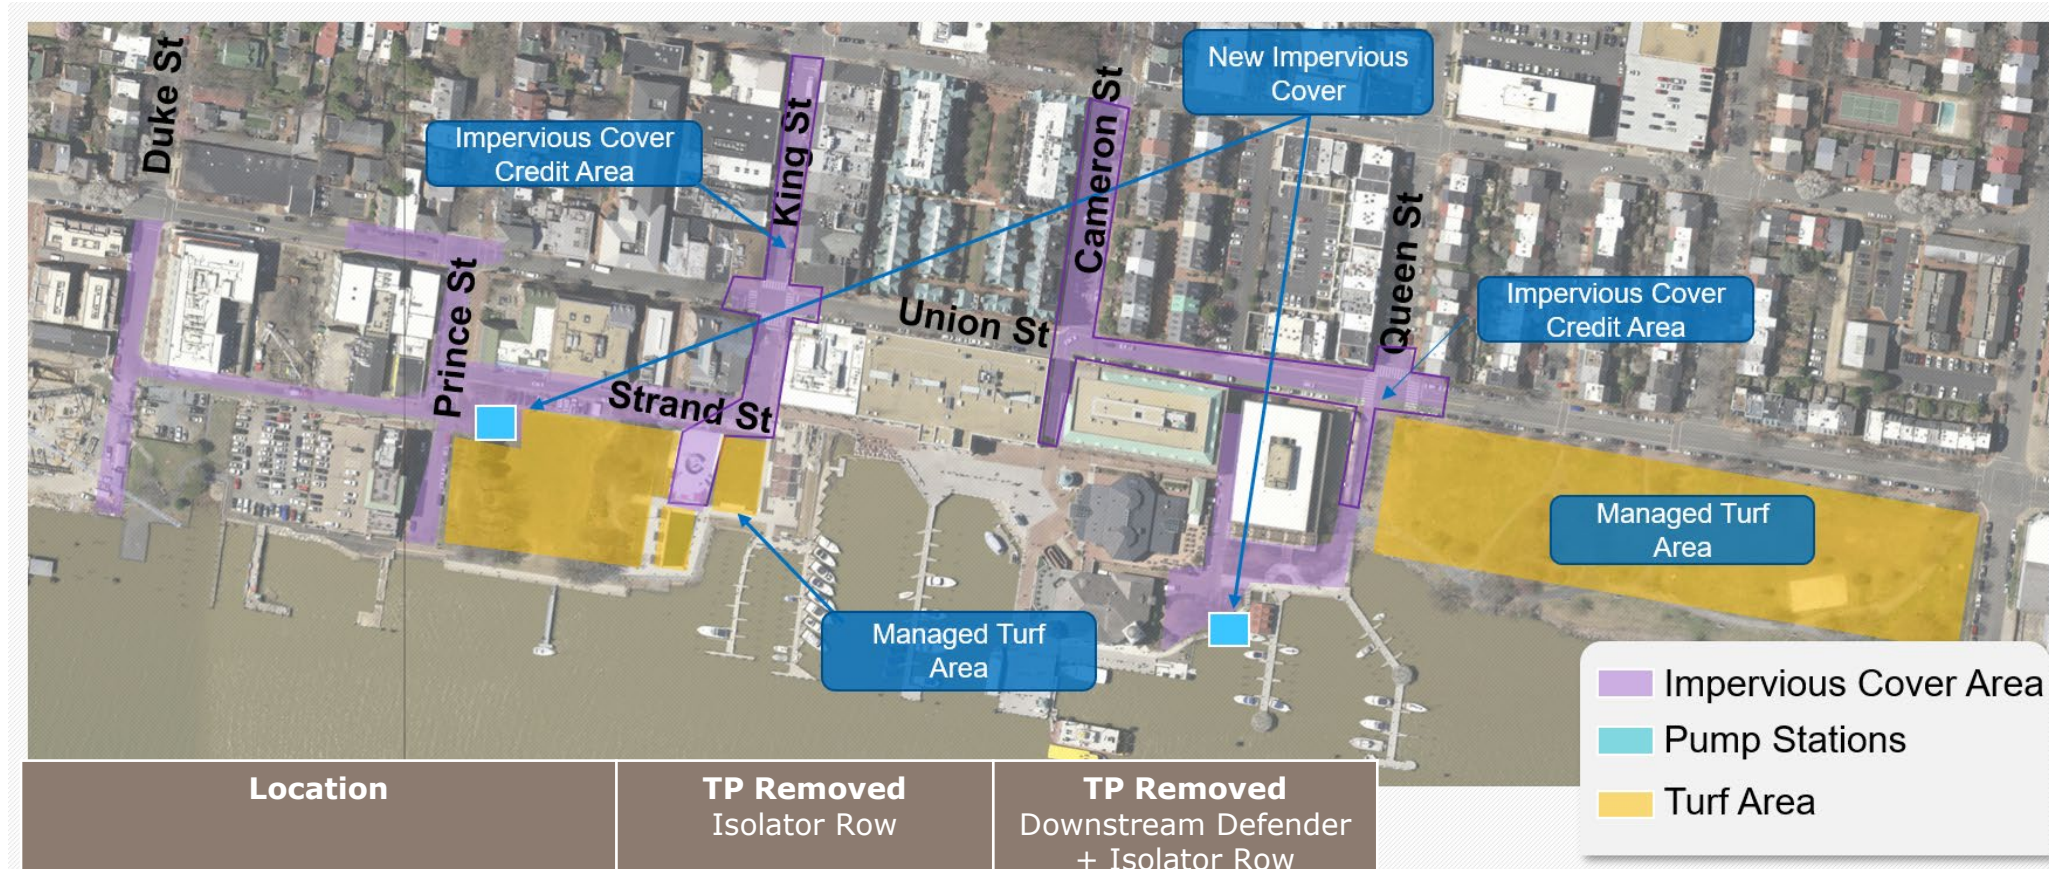 Duke St
Impervious Cover
Credit Area
King St
Cameron St
New Impervious
Cover
Queen St
Impervious Cover
Credit Area
Union St
Prince St
Strand St
Managed Turf
Area
Managed Turf
Area
Impervious Cover Area
Pump Stations
Turf Area
Location
TP Removed
Isolator Row
TP Removed
Downstream Defender
+ Isolator Row